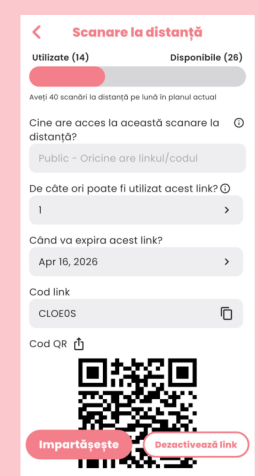 Scanare la distanță
Utilizate (14) Disponibile (26)
Aveți 40 scanări la distanță pe lună în planul actual
Cine are acces la această scanare la
distanță?
Public - Oricine are linkul/codul
De câte ori poate fi utilizat acest link?
1
Când va expira acest link?
Apr 16, 2026
Cod link
CLOE0S
Cod QR
Impartășește Dezactivează link